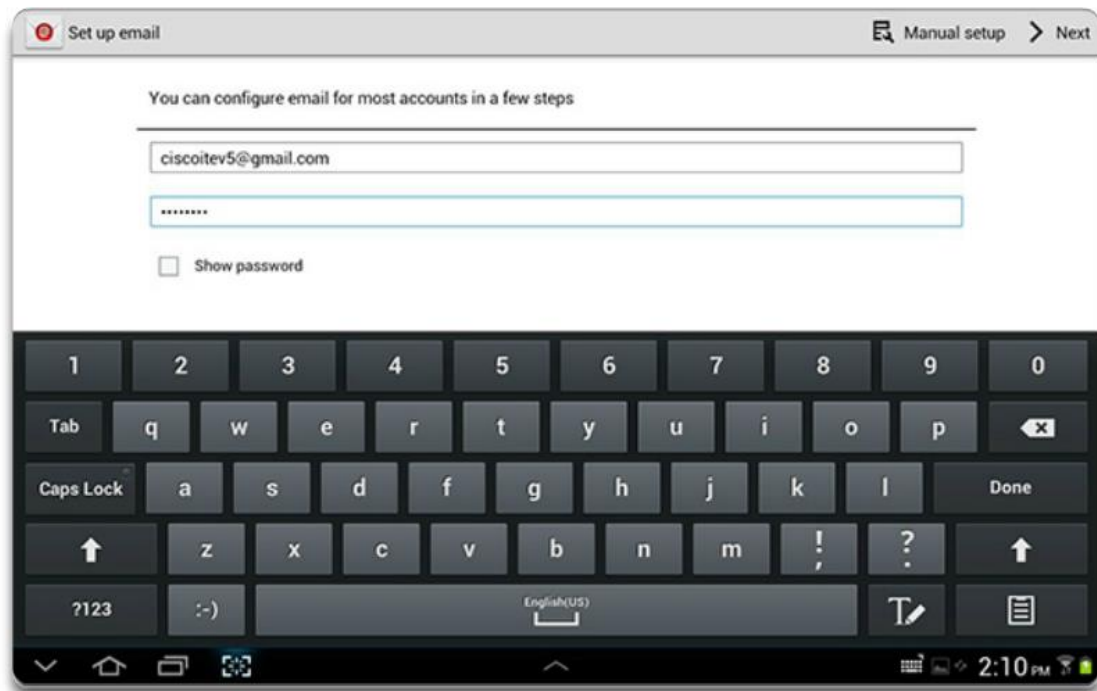 Set up email Manual setup Next
You can configure email for most accounts in a few steps
ciscoitev5@gmail.com
••••••••
Show password
1 2 3 4 5 6 7 8 9 0
Tab q w e r t y u i o p
Caps Lock a s d f g h j k l Done
z x c v b n m ! , ? .
?123 :-) English(US) T
2:10 PM